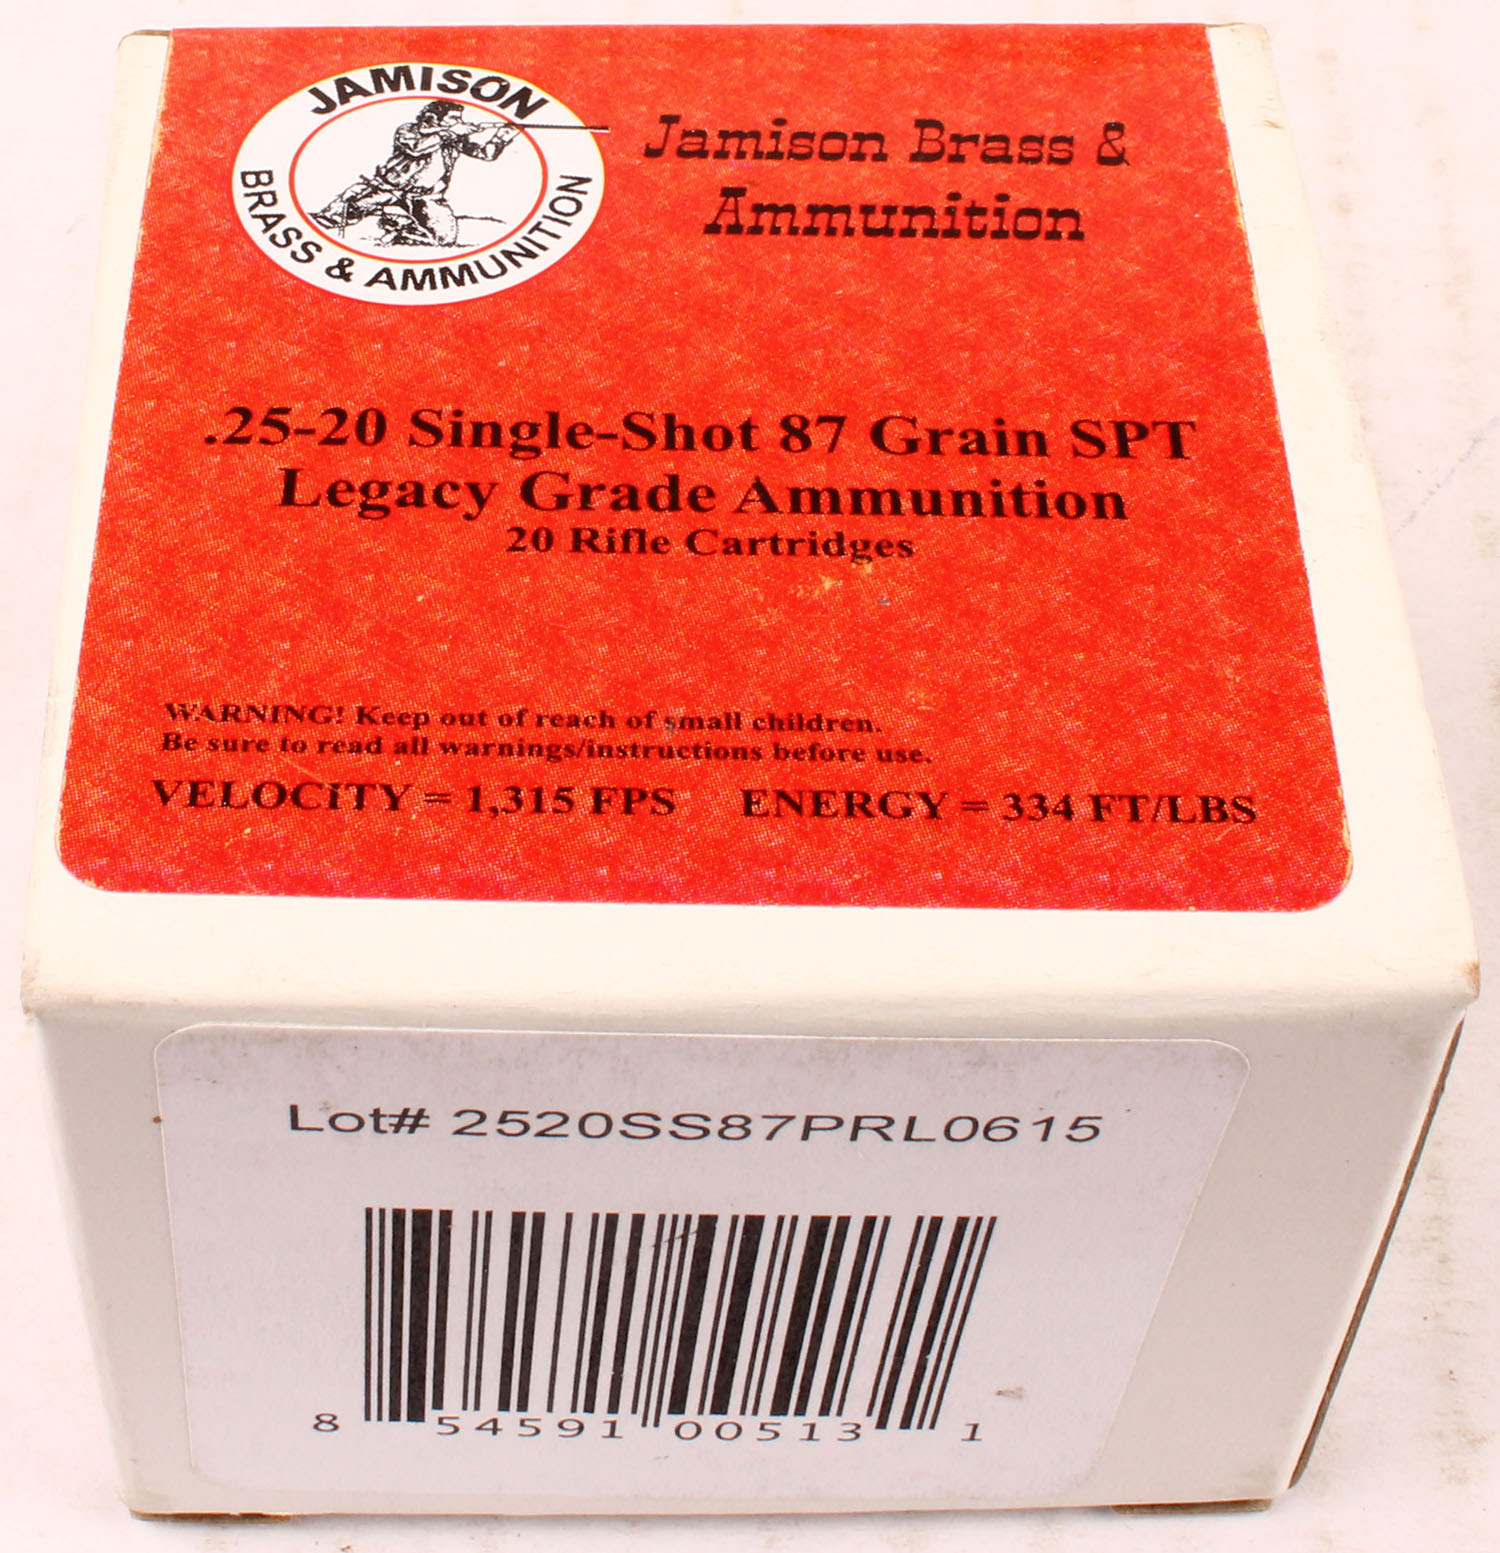 JAMISON
BRASS & AMMUNITION
Jamison Brass &
Ammunition
.25-20 Single-Shot 87 Grain SPT
Legacy Grade Ammunition
20 Rifle Cartridges
WARNING! Keep out of reach of small children.
Be sure to read all warnings/instructions before use.
VELOCITY = 1,315 FPS ENERGY = 334 FT/LBS
Lot# 2520SS87PRL0615
8 54591 00513 1